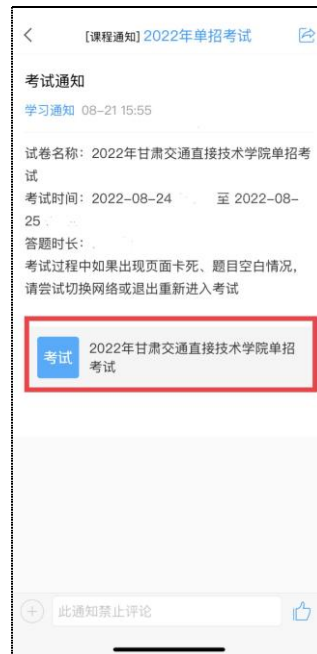 [课程通知] 2022年单招考试
考试通知
学习通知 08-21 15:55
试卷名称：2022年甘肃交通直接技术学院单招考
试
考试时间：2022-08-24 至 2022-08-
25
答题时长：
考试过程中如果出现页面卡死、题目空白情况，
请尝试切换网络或退出重新进入考试
考试
2022年甘肃交通直接技术学院单招
考试
此通知禁止评论